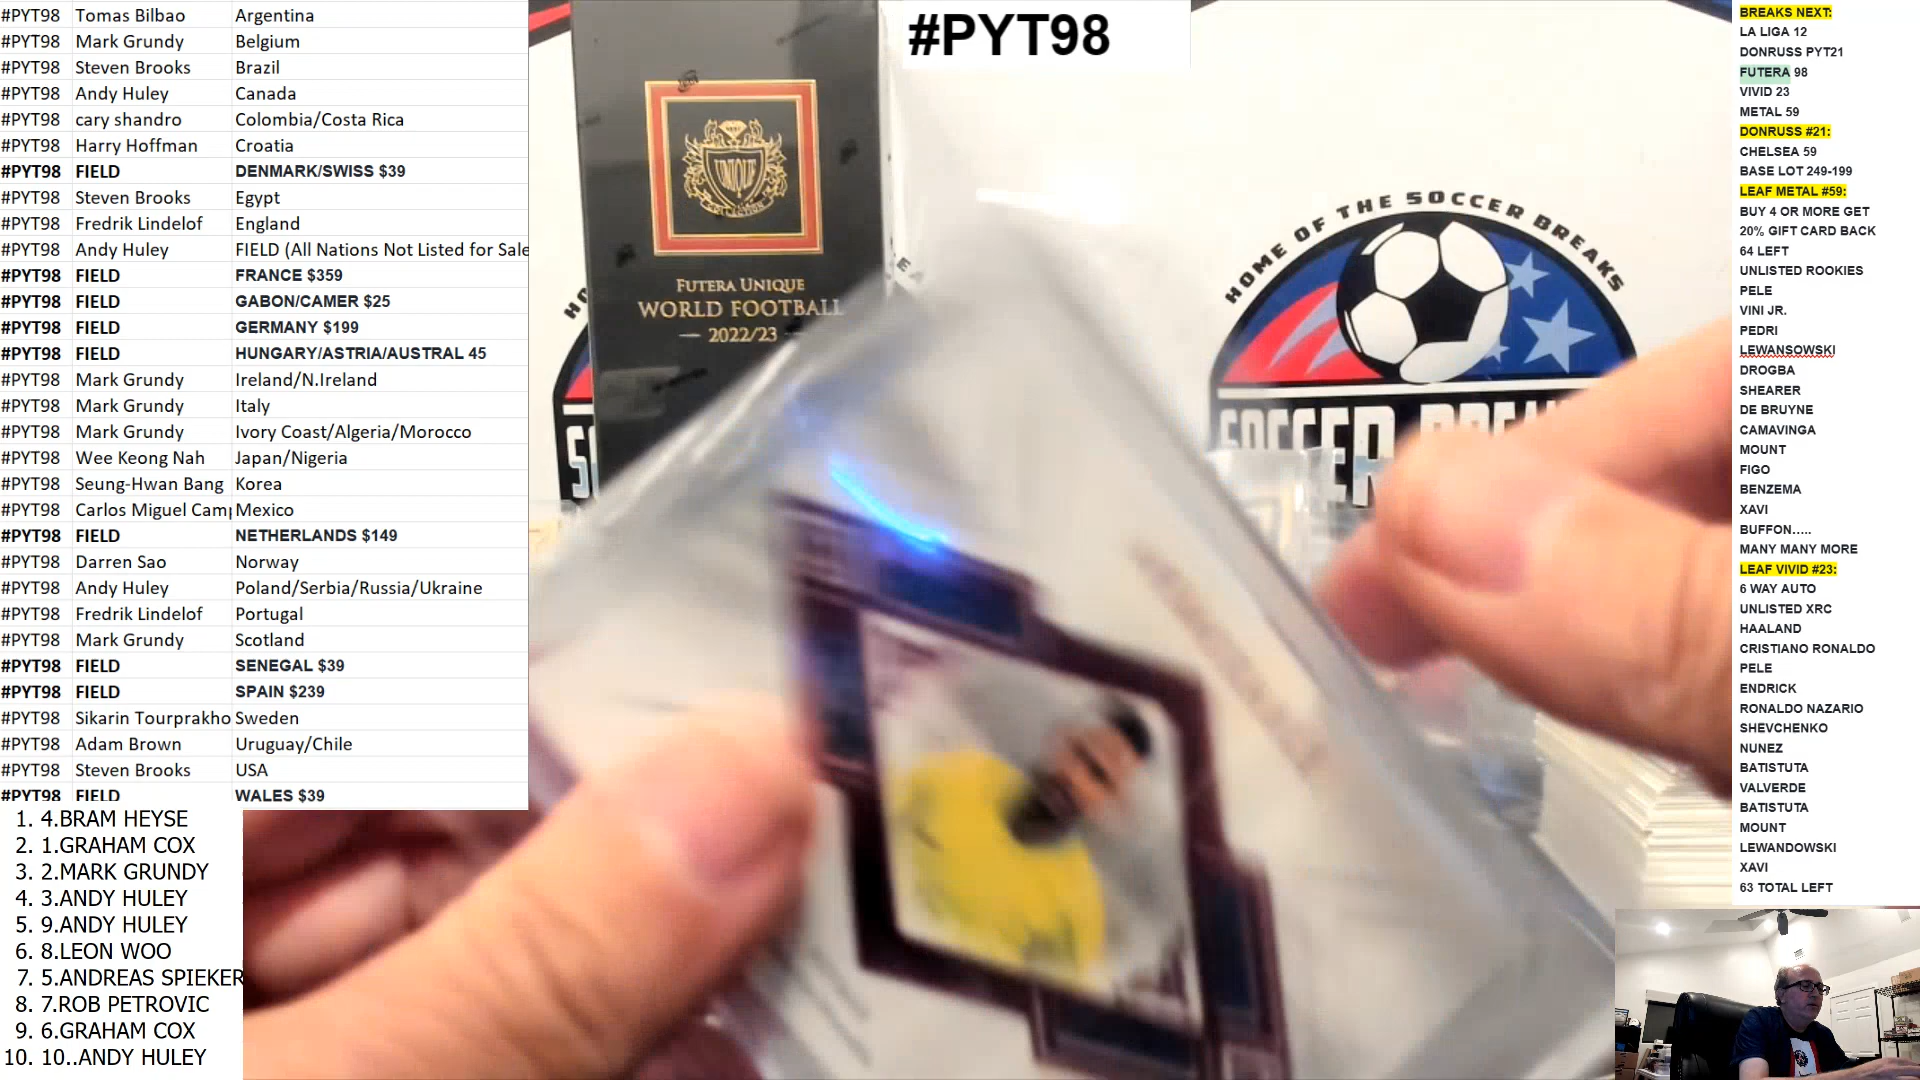 #PYT98 Tomas Bilbao Argentina
#PYT98 Mark Grundy Belgium
#PYT98 Steven Brooks Brazil
#PYT98 Andy Huley Canada
#PYT98 cary shandro Colombia/Costa Rica
#PYT98 Harry Hoffman Croatia
#PYT98 FIELD DENMARK/SWISS $39
#PYT98 Steven Brooks Egypt
#PYT98 Fredrik Lindelof England
#PYT98 Andy Huley FIELD (All Nations Not Listed for Sale
#PYT98 FIELD FRANCE $359
#PYT98 FIELD GABON/CAMER $25
#PYT98 FIELD GERMANY $199
#PYT98 FIELD HUNGARY/ASTRIA/AUSTRAL 45
#PYT98 Mark Grundy Ireland/N.Ireland
#PYT98 Mark Grundy Italy
#PYT98 Mark Grundy Ivory Coast/Algeria/Morocco
#PYT98 Wee Keong Nah Japan/Nigeria
#PYT98 Seung-Hwan Bang Korea
#PYT98 Carlos Miguel Camp Mexico
#PYT98 FIELD NETHERLANDS $149
#PYT98 Darren Sao Norway
#PYT98 Andy Huley Poland/Serbia/Russia/Ukraine
#PYT98 Fredrik Lindelof Portugal
#PYT98 Mark Grundy Scotland
#PYT98 FIELD SENEGAL $39
#PYT98 FIELD SPAIN $239
#PYT98 Sikarin Tourprakho Sweden
#PYT98 Adam Brown Uruguay/Chile
#PYT98 Steven Brooks USA
#PYT98 FIELD WALES $39
1. 4.BRAM HEYSE
2. 1.GRAHAM COX
3. 2.MARK GRUNDY
4. 3.ANDY HULEY
5. 9.ANDY HULEY
6. 8.LEON WOO
7. 5.ANDREAS SPIEKER
8. 7.ROB PETROVIC
9. 6.GRAHAM COX
10. 10..ANDY HULEY
#PYT98
UNIQUE
COLLECTION
FUTERA UNIQUE
WORLD FOOTBALL
— 2022/23 —
HOME OF THE SOCCER BREAKS
SOCCER
BREAKS NEXT:
LA LIGA 12
DONRUSS PYT21
FUTERA 98
VIVID 23
METAL 59
DONRUSS #21:
CHELSEA 59
BASE LOT 249-199
LEAF METAL #59:
BUY 4 OR MORE GET
20% GIFT CARD BACK
64 LEFT
UNLISTED ROOKIES
PELE
VINI JR.
PEDRI
LEWANSOWSKI
DROGBA
SHEARER
DE BRUYNE
CAMAVINGA
MOUNT
FIGO
BENZEMA
XAVI
BUFFON.....
MANY MANY MORE
LEAF VIVID #23:
6 WAY AUTO
UNLISTED XRC
HAALAND
CRISTIANO RONALDO
PELE
ENDRICK
RONALDO NAZARIO
SHEVCHENKO
NUNEZ
BATISTUTA
VALVERDE
BATISTUTA
MOUNT
LEWANDOWSKI
XAVI
63 TOTAL LEFT